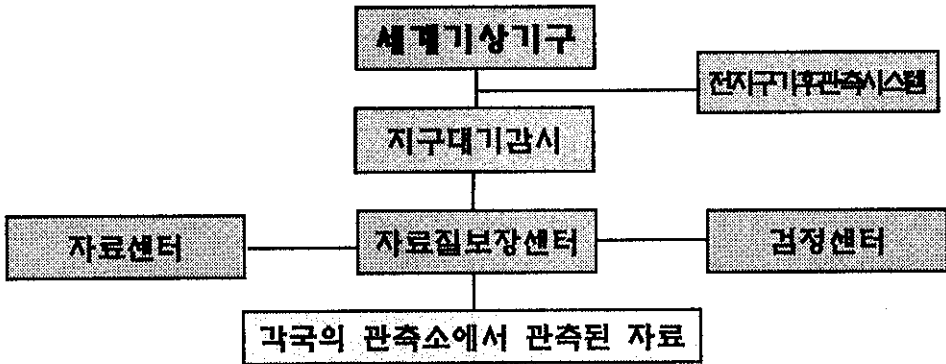 세계기상기구
전지구기후관측시스템
지구대기감시
자료센터
자료질보장센터
검정센터
각국의 관측소에서 관측된 자료